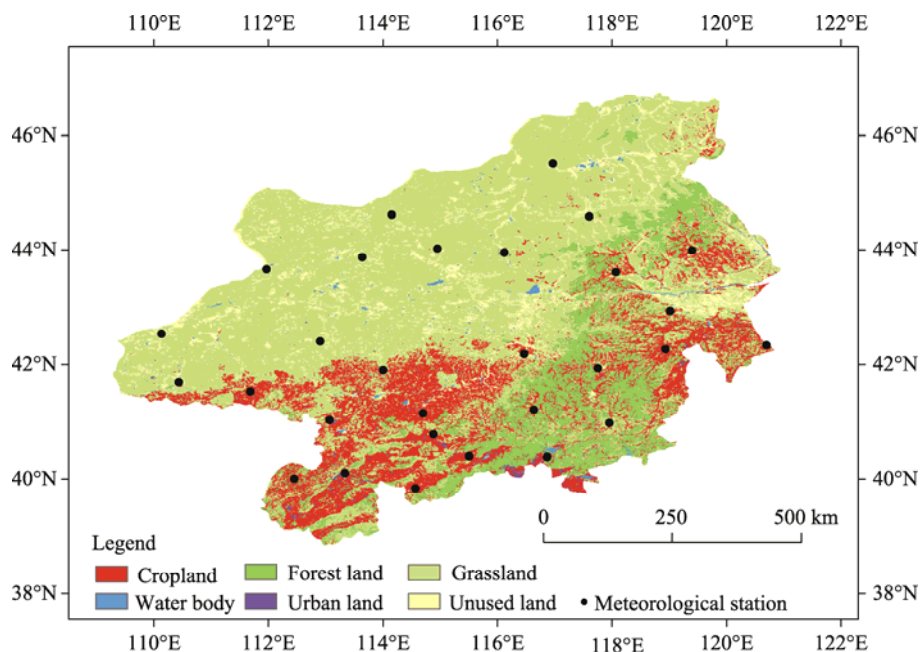 110°E 112°E 114°E 116°E 118°E 120°E 122°E
46°N 46°N
44°N 44°N
42°N 42°N
40°N 40°N
0 250 500 km
Legend
Cropland Forest land Grassland
Water body Urban land Unused land Meteorological station
38°N 38°N
110°E 112°E 114°E 116°E 118°E 120°E 122°E